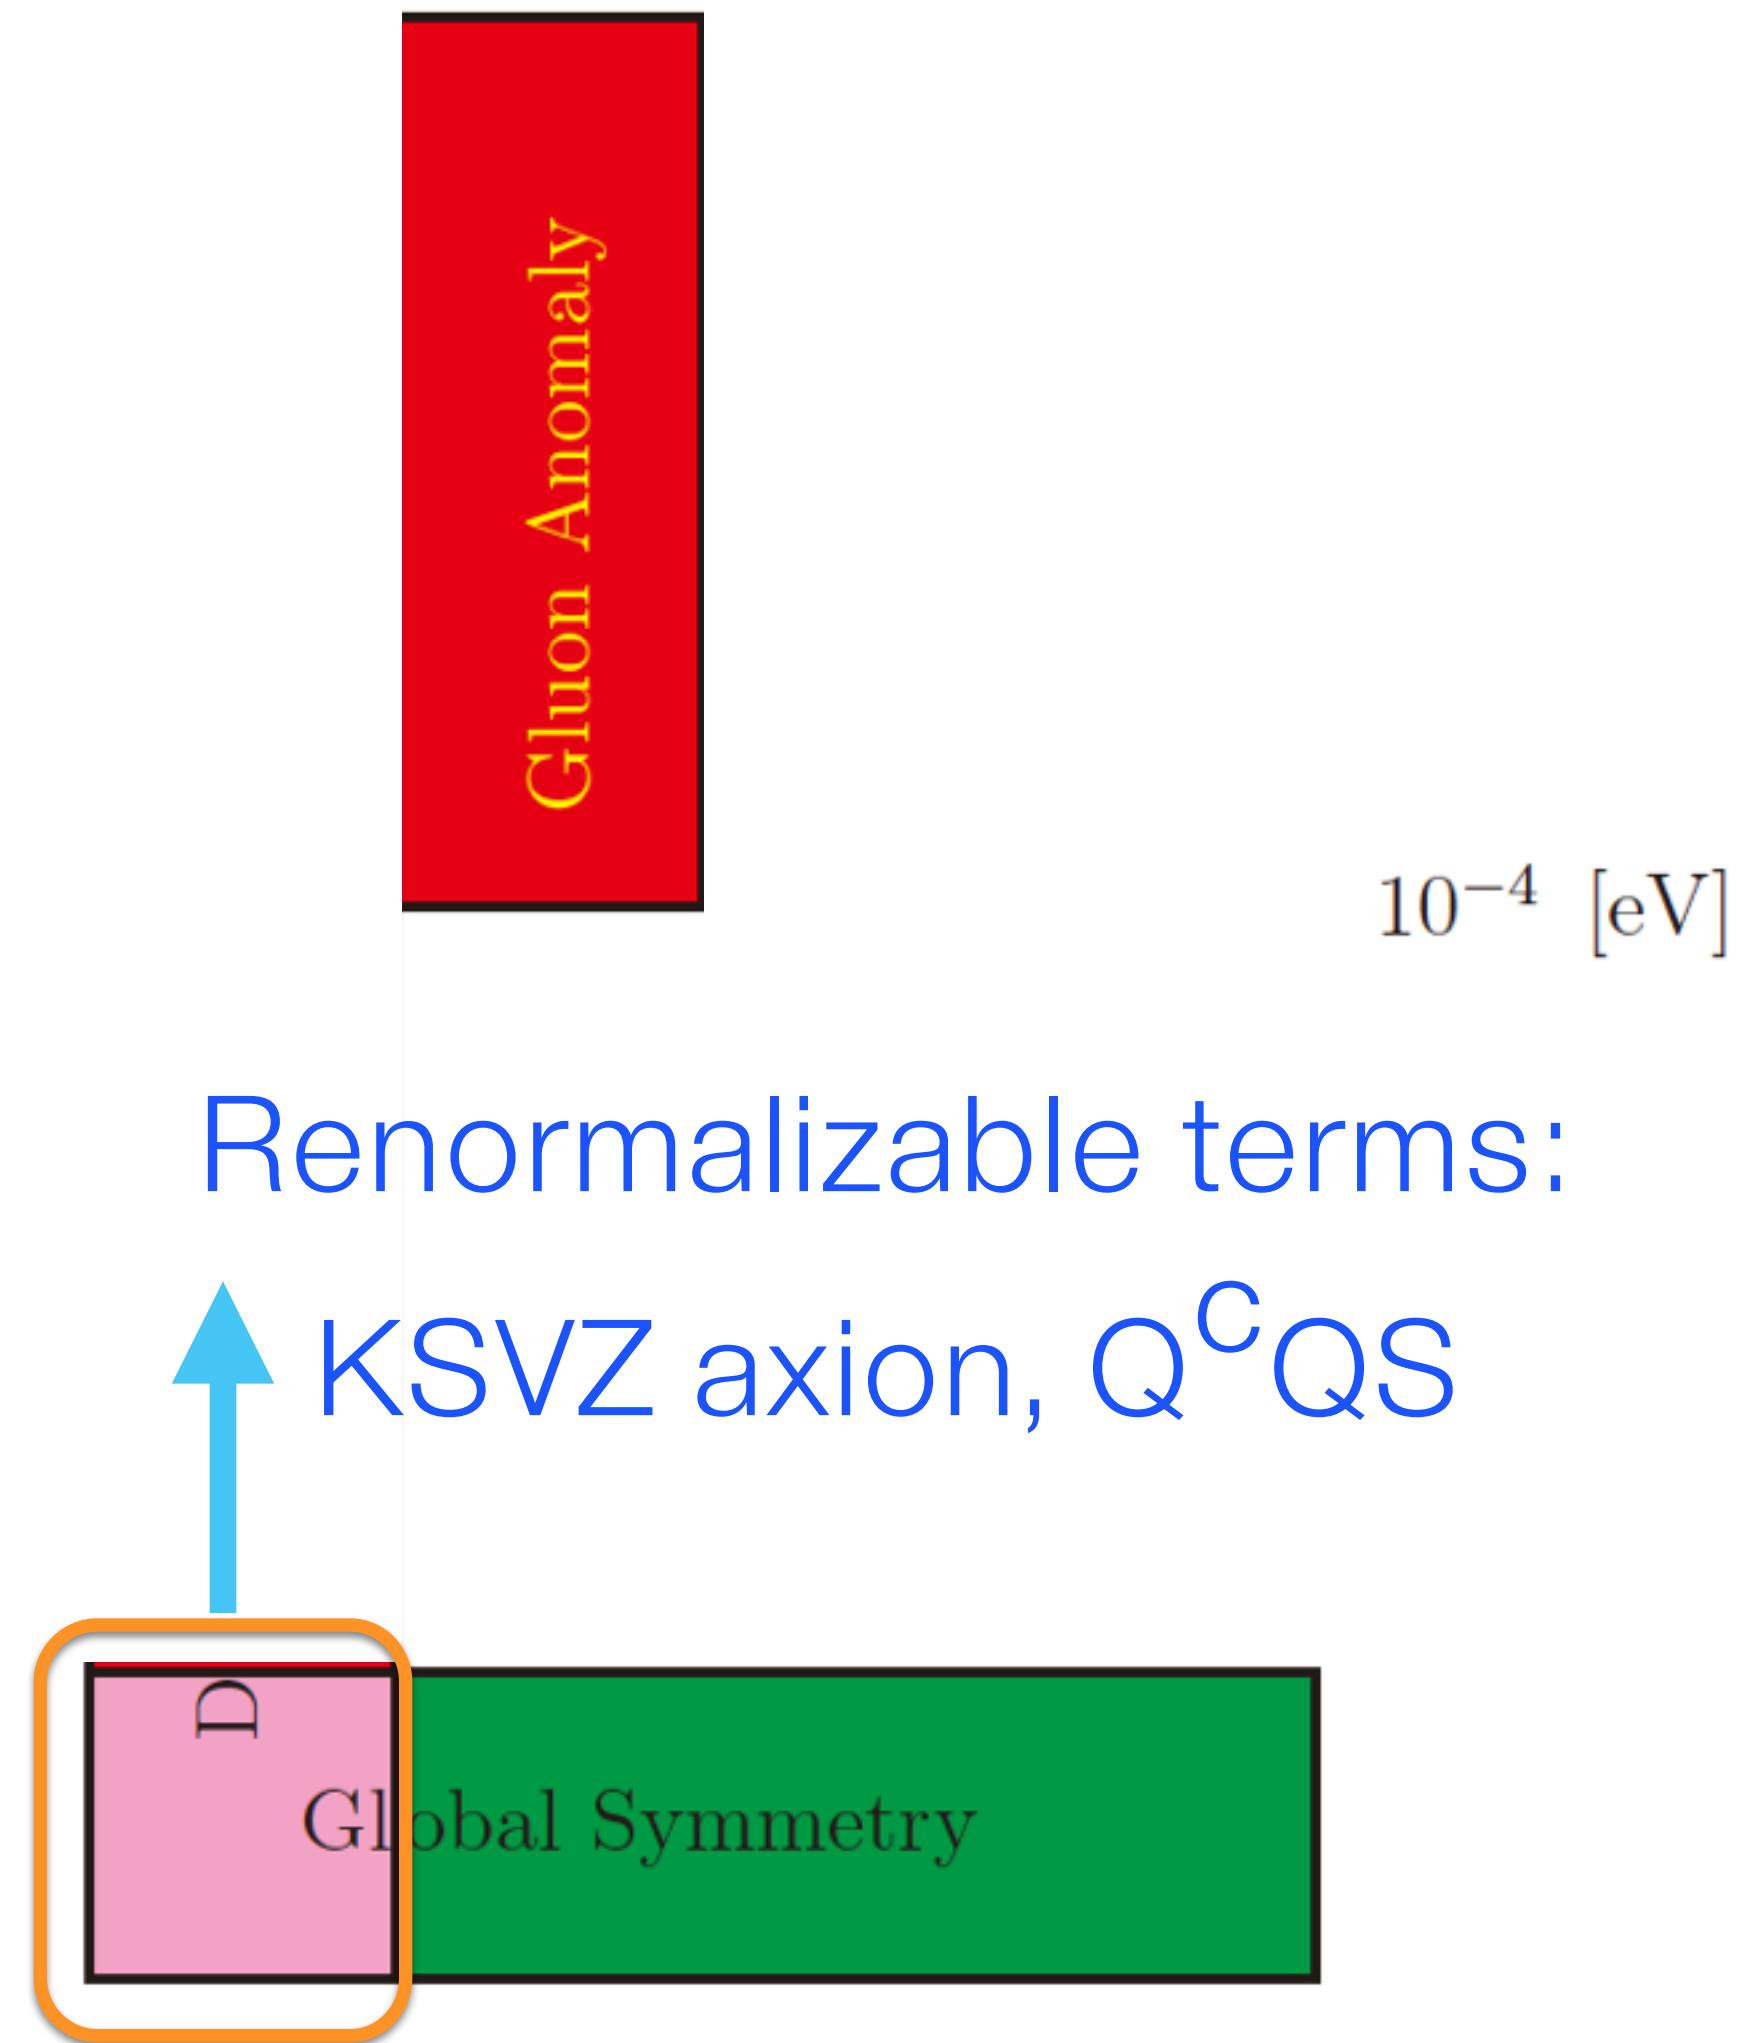 Gluon Anomaly
10⁻⁴ [eV]
Renormalizable terms:
KSVZ axion, QᶜQS
D
Global Symmetry